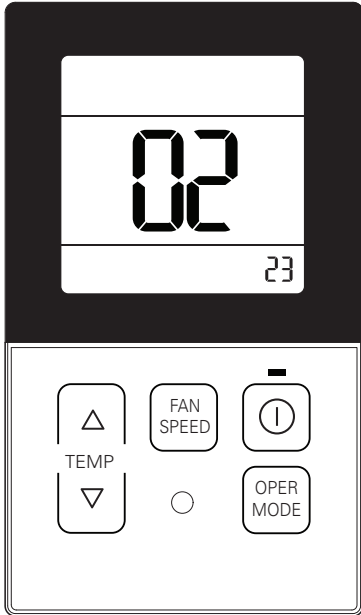 02
23
FAN
SPEED
TEMP
OPER
MODE